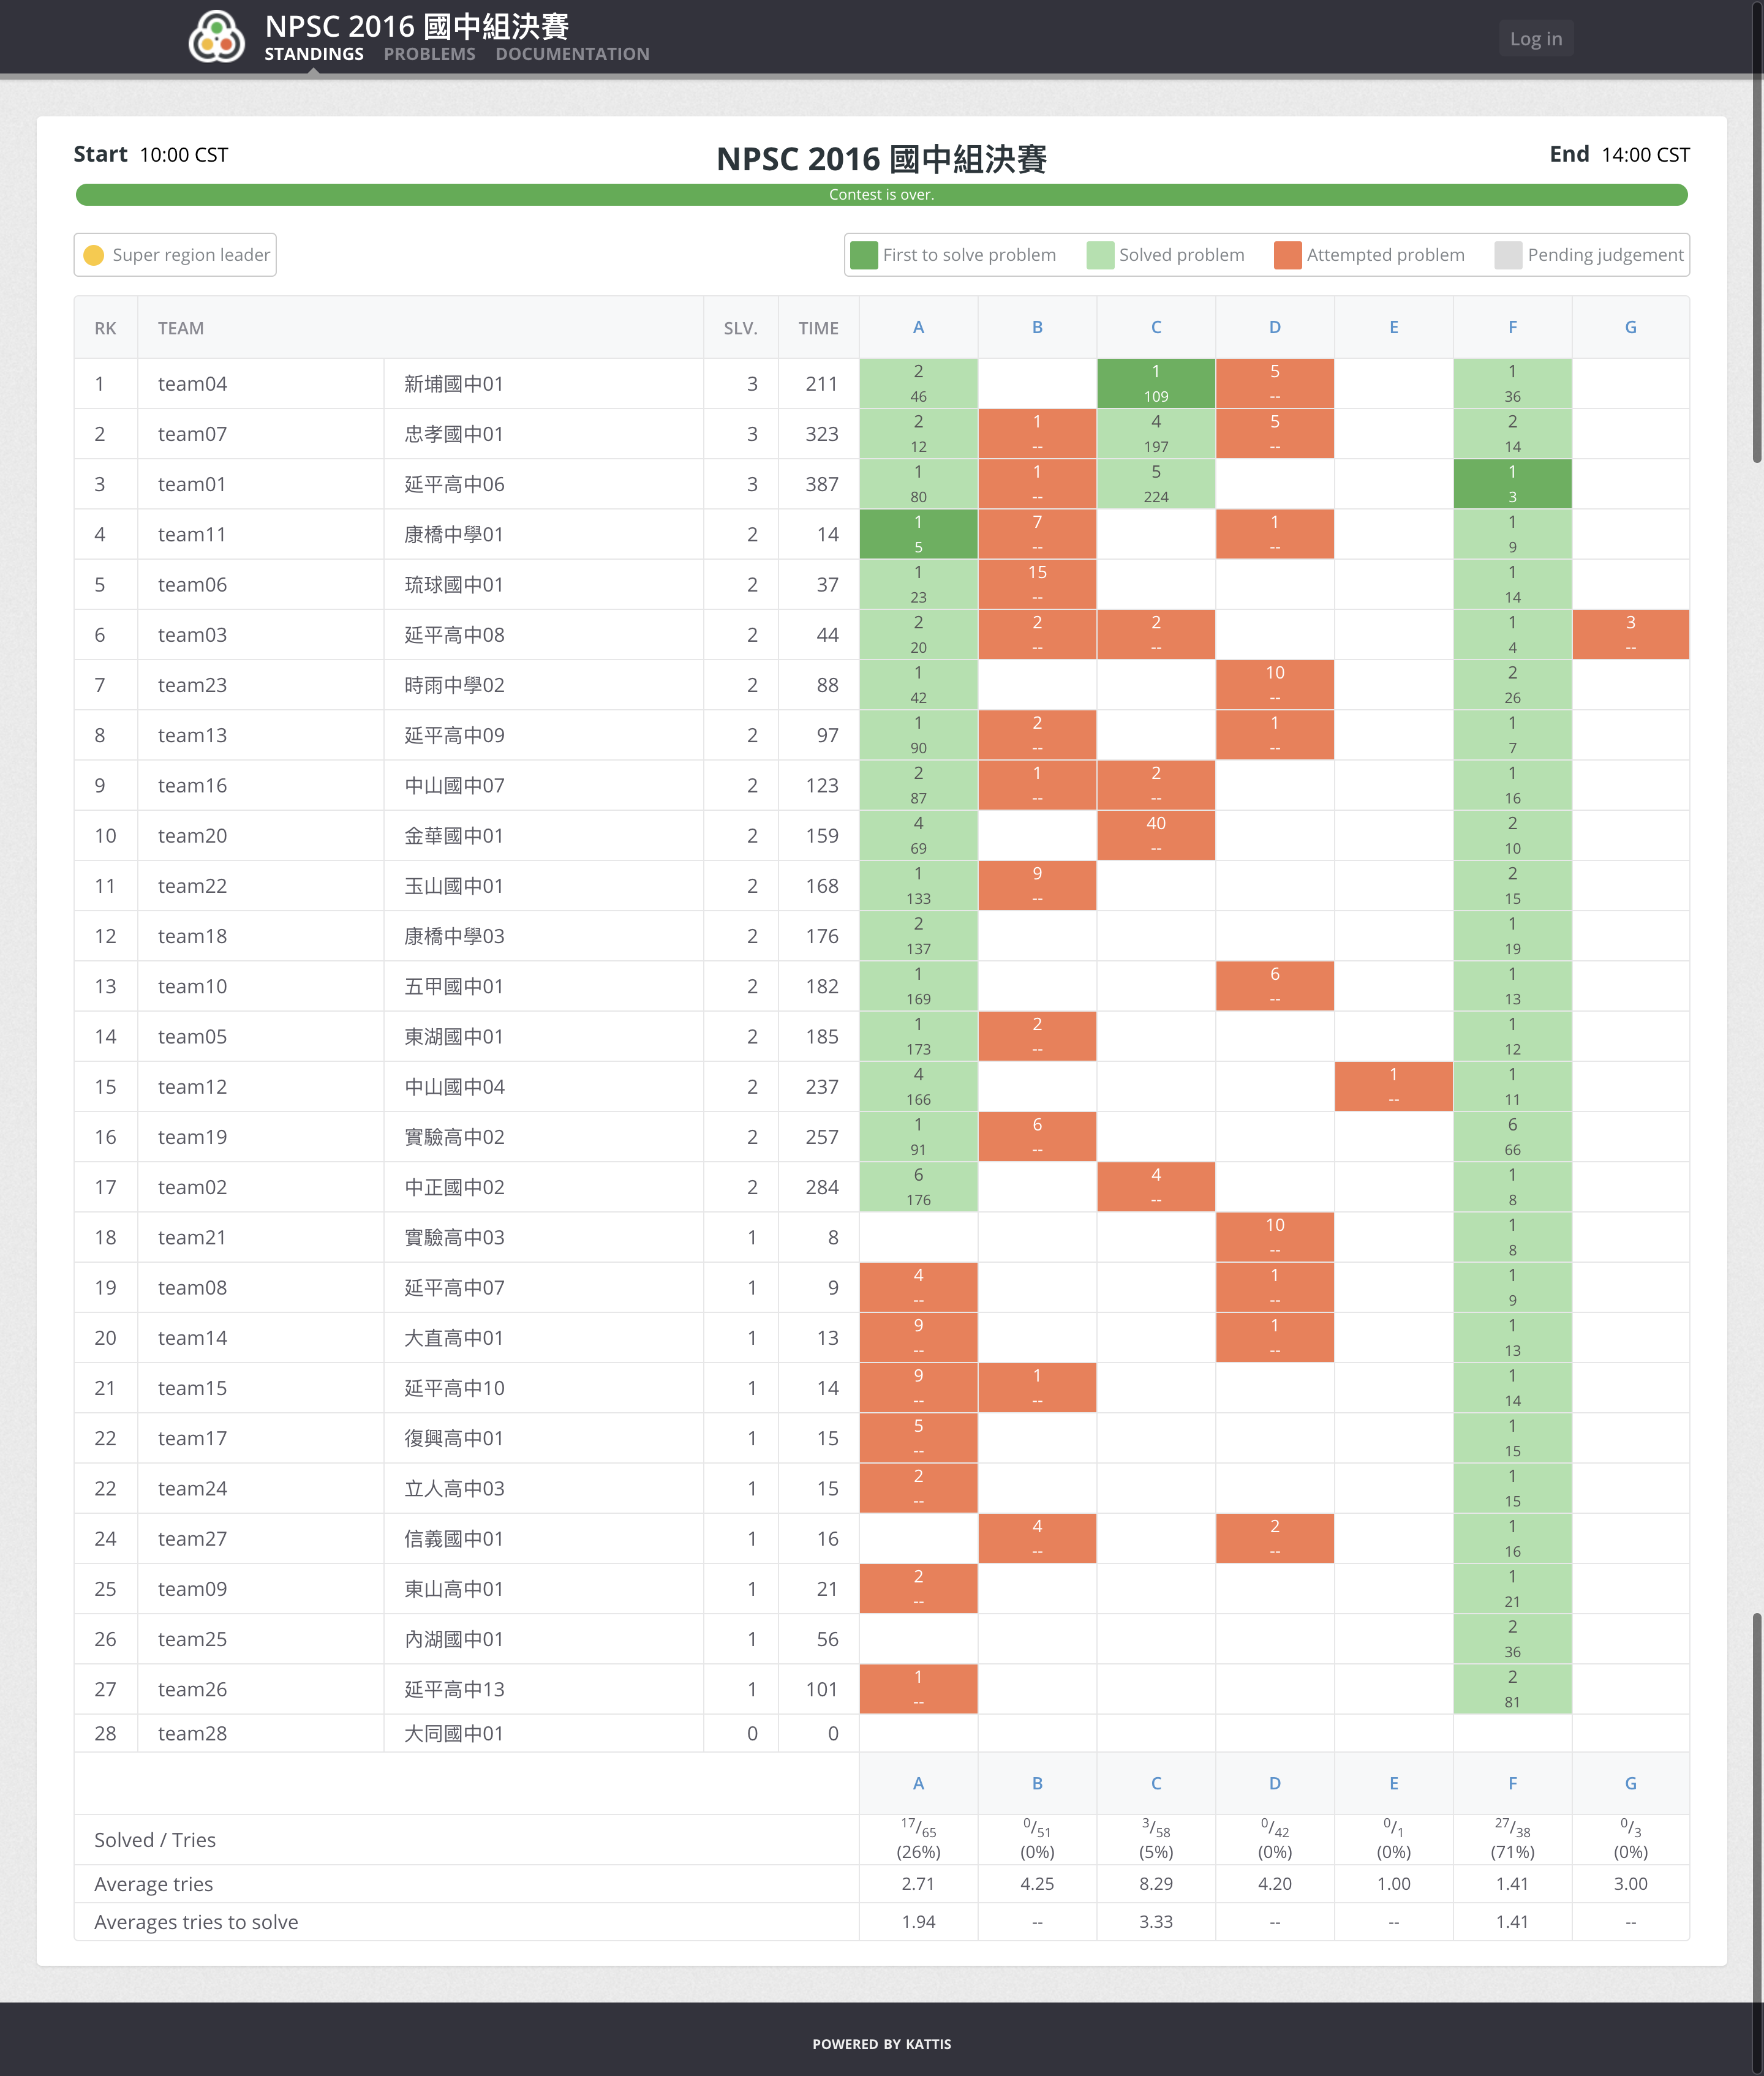 NPSC 2016 國中組決賽
STANDINGS PROBLEMS DOCUMENTATION
Log in
Start 10:00 CST
NPSC 2016 國中組決賽
End 14:00 CST
Contest is over.
Super region leader
First to solve problem Solved problem Attempted problem Pending judgement
RK TEAM SLV. TIME A B C D E F G
1 team04 新埔國中01 3 211 2 1 5 1
46 109 -- 36
2 team07 忠孝國中01 3 323 2 1 4 5 2
12 -- 197 -- 14
3 team01 延平高中06 3 387 1 1 5 1
80 -- 224 3
4 team11 康橋中學01 2 14 1 7 1 1
5 -- -- 9
5 team06 琉球國中01 2 37 1 15 1
23 -- 14
6 team03 延平高中08 2 44 2 2 2 1 3
20 -- -- 4 --
7 team23 時雨中學02 2 88 1 10 2
42 -- 26
8 team13 延平高中09 2 97 1 2 1 1
90 -- -- 7
9 team16 中山國中07 2 123 2 1 2 1
87 -- -- 16
10 team20 金華國中01 2 159 4 40 2
69 -- 10
11 team22 玉山國中01 2 168 1 9 2
133 -- 15
12 team18 康橋中學03 2 176 2 1
137 19
13 team10 五甲國中01 2 182 1 6 1
169 -- 13
14 team05 東湖國中01 2 185 1 2 1
173 -- 12
15 team12 中山國中04 2 237 4 1 1
166 -- 11
16 team19 實驗高中02 2 257 1 6 6
91 -- 66
17 team02 中正國中02 2 284 6 4 1
176 -- 8
18 team21 實驗高中03 1 8 10 1
-- 8
19 team08 延平高中07 1 9 4 1 1
-- -- 9
20 team14 大直高中01 1 13 9 1 1
-- -- 13
21 team15 延平高中10 1 14 9 1 1
-- -- 14
22 team17 復興高中01 1 15 5 1
-- 15
22 team24 立人高中03 1 15 2 1
-- 15
24 team27 信義國中01 1 16 4 2 1
-- -- 16
25 team09 東山高中01 1 21 2 1
-- 21
26 team25 內湖國中01 1 56 2
36
27 team26 延平高中13 1 101 1 2
-- 81
28 team28 大同國中01 0 0
A B C D E F G
Solved / Tries 17/65 0/51 3/58 0/42 0/1 27/38 0/3
(26%) (0%) (5%) (0%) (0%) (71%) (0%)
Average tries 2.71 4.25 8.29 4.20 1.00 1.41 3.00
Averages tries to solve 1.94 -- 3.33 -- -- 1.41 --
POWERED BY KATTIS